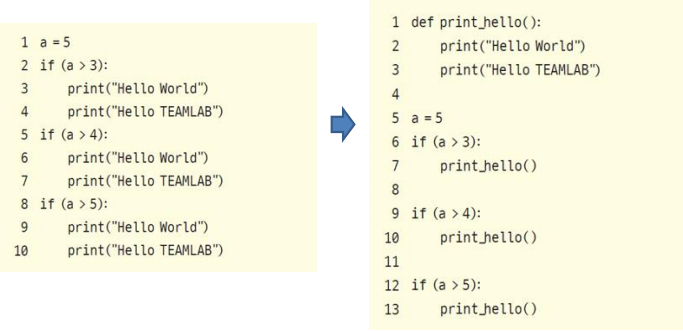 1 a = 5
2 if (a > 3):
3     print("Hello World")
4     print("Hello TEAMLAB")
5 if (a > 4):
6     print("Hello World")
7     print("Hello TEAMLAB")
8 if (a > 5):
9     print("Hello World")
10     print("Hello TEAMLAB")
1 def print_hello():
2     print("Hello World")
3     print("Hello TEAMLAB")
4
5 a = 5
6 if (a > 3):
7     print_hello()
8
9 if (a > 4):
10     print_hello()
11
12 if (a > 5):
13     print_hello()